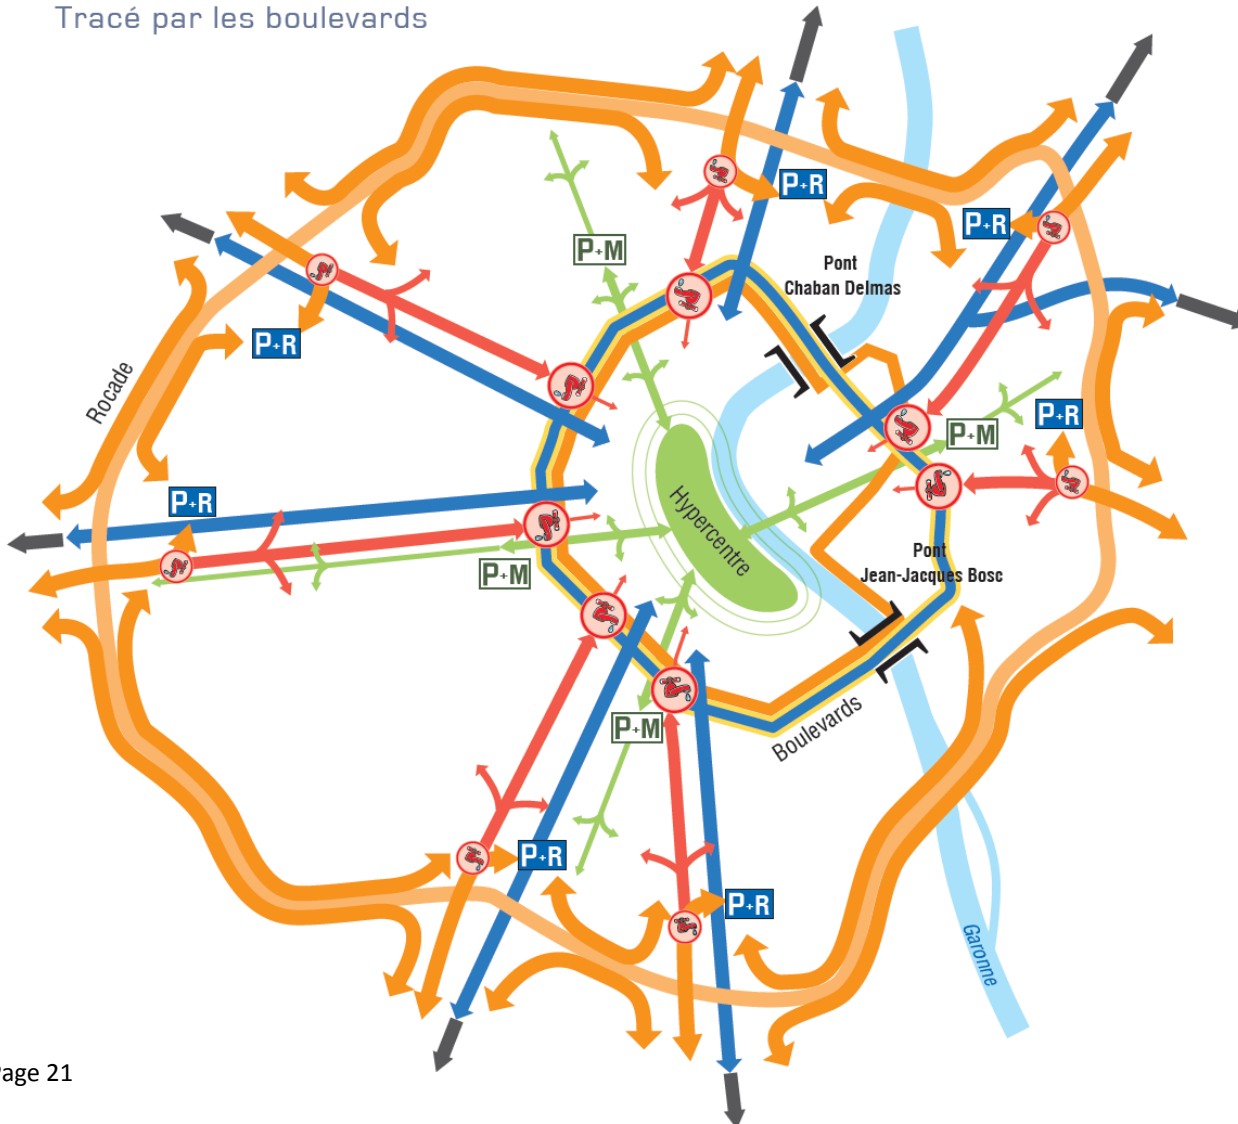 Tracé par les boulevards
P+R
P+R
P+M
Pont
Chaban Delmas
P+R
Rocade
P+R
P+M
P+R
Hypercentre
Pont
Jean-Jacques Bosc
P+M
P+M
Boulevards
P+R
P+R
Garonne
age 21